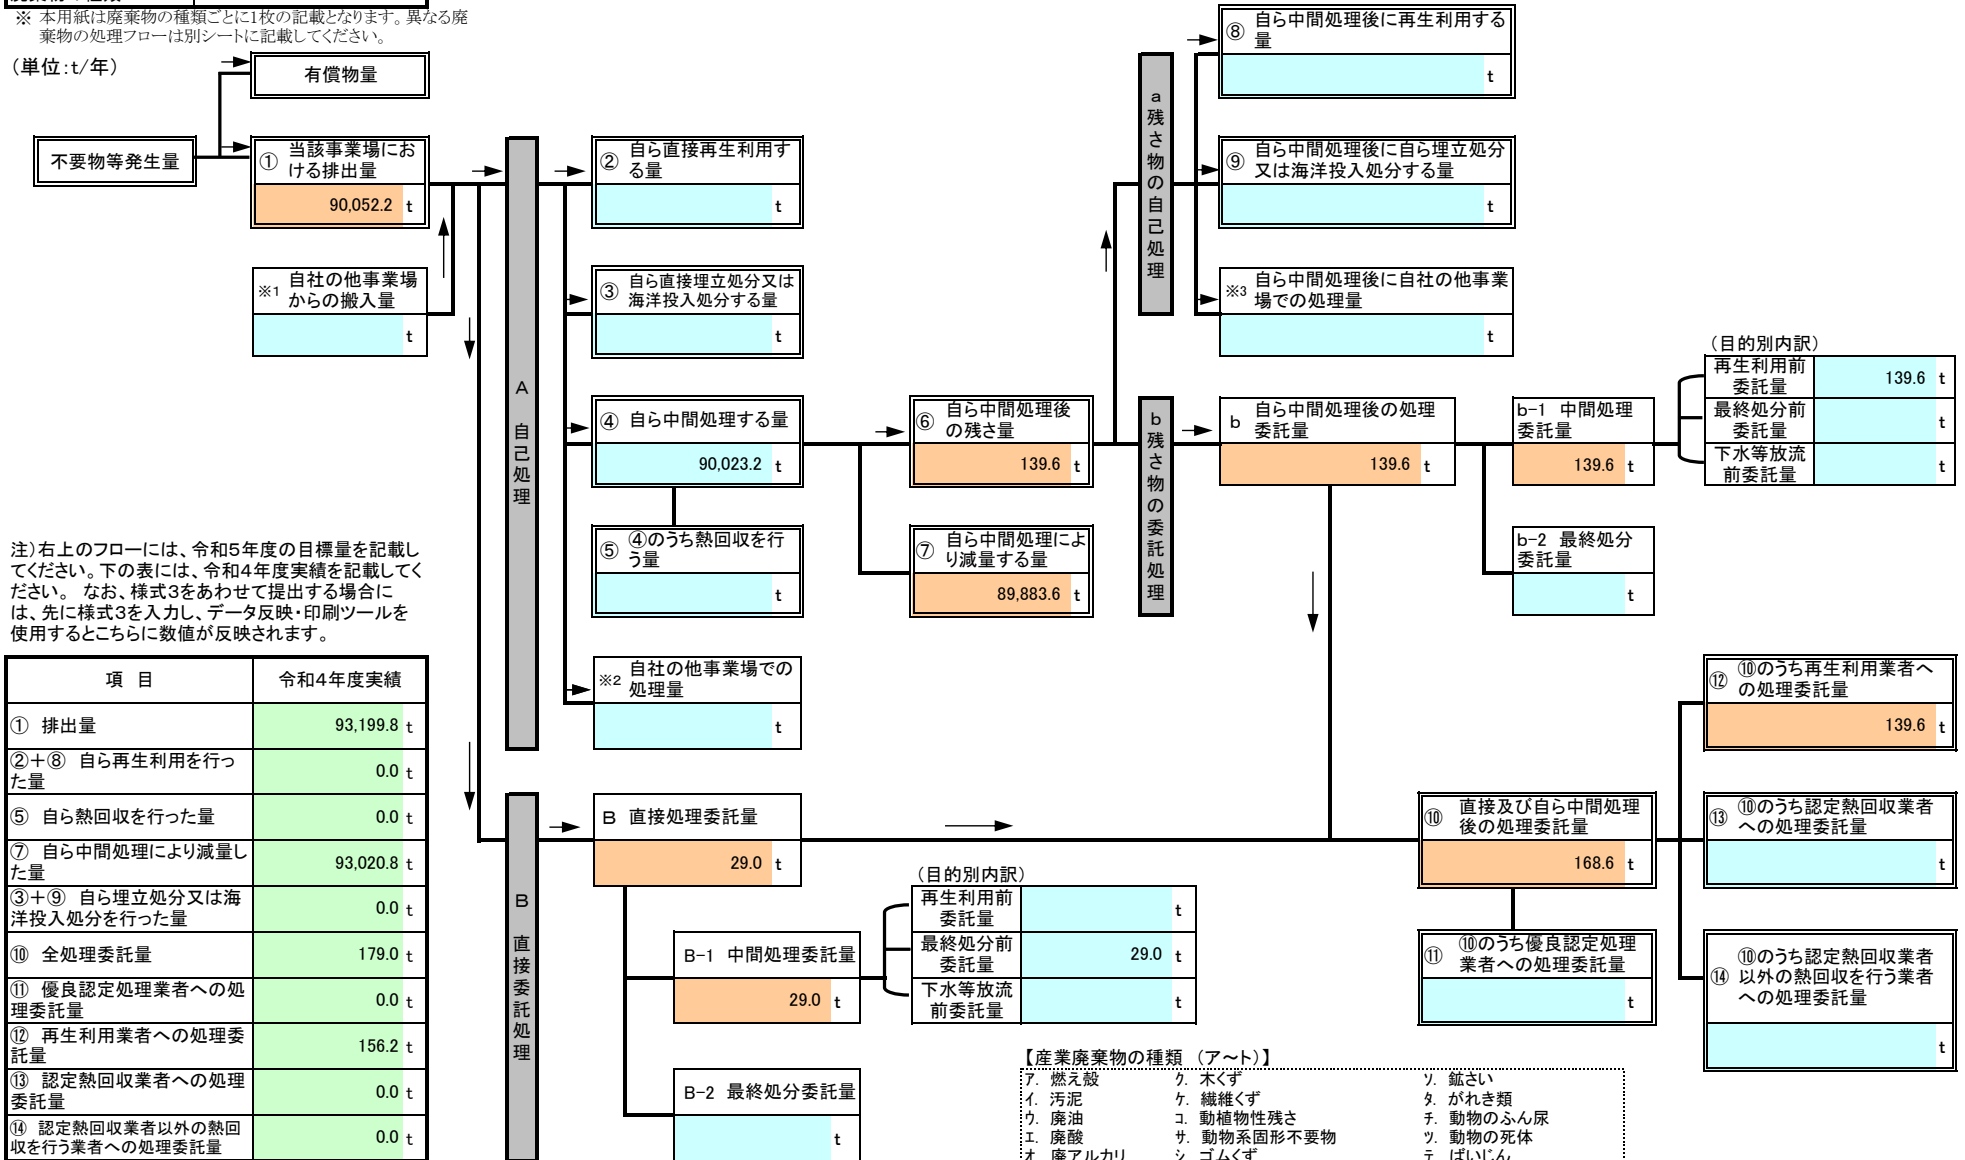 ※ 本用紙は廃棄物の種類ごとに1枚の記載となります。異なる廃
棄物の処理フローは別シートに記載してください。
（単位：t/年）
有償物量
不要物等発生量
① 当該事業場にお
ける排出量
90,052.2 t
※1 自社の他事業場
からの搬入量
t
A 自己処理
② 自ら直接再生利用す
る量
t
③ 自ら直接埋立処分又は
海洋投入処分する量
t
④ 自ら中間処理する量
90,023.2 t
⑤ ④のうち熱回収を行
う量
t
※2 自社の他事業場での
処理量
t
⑥ 自ら中間処理後
の残さ量
139.6 t
⑦ 自ら中間処理によ
り減量する量
89,883.6 t
a 残さ物の自己処理
⑧ 自ら中間処理後に再生利用する
量
t
⑨ 自ら中間処理後に自ら埋立処分
又は海洋投入処分する量
t
※3 自ら中間処理後に自社の他事業
場での処理量
t
b 残さ物の委託処理
b 自ら中間処理後の処理
委託量
139.6 t
b-1 中間処理
委託量
139.6 t
（目的別内訳）
再生利用前
委託量
139.6 t
最終処分前
委託量
t
下水等放流
前委託量
t
b-2 最終処分
委託量
t
注）右上のフローには、令和5年度の目標量を記載し
てください。下の表には、令和4年度実績を記載してく
ださい。 なお、様式3をあわせて提出する場合に
は、先に様式3を入力し、データ反映・印刷ツールを
使用するとこちらに数値が反映されます。
項 目 令和4年度実績
① 排出量 93,199.8 t
②＋⑧ 自ら再生利用を行っ
た量
0.0 t
⑤ 自ら熱回収を行った量 0.0 t
⑦ 自ら中間処理により減量し
た量
93,020.8 t
③＋⑨ 自ら埋立処分又は海
洋投入処分を行った量
0.0 t
⑩ 全処理委託量 179.0 t
⑪ 優良認定処理業者への処
理委託量
0.0 t
⑫ 再生利用業者への処理委
託量
156.2 t
⑬ 認定熱回収業者への処理
委託量
0.0 t
⑭ 認定熱回収業者以外の熱回
収を行う業者への処理委託量
0.0 t
B 直接委託処理
B 直接処理委託量
29.0 t
B-1 中間処理委託量
29.0 t
（目的別内訳）
再生利用前
委託量
t
最終処分前
委託量
29.0 t
下水等放流
前委託量
t
B-2 最終処分委託量
t
⑩ 直接及び自ら中間処理
後の処理委託量
168.6 t
⑪ ⑩のうち優良認定処理
業者への処理委託量
t
⑫ ⑩のうち再生利用業者へ
の処理委託量
139.6 t
⑬ ⑩のうち認定熱回収業者
への処理委託量
t
⑭ ⑩のうち認定熱回収業者
以外の熱回収を行う業者
への処理委託量
t
【産業廃棄物の種類 （ア～ト）】
ア. 燃え殻 ク. 木くず ソ. 鉱さい
イ. 汚泥 ケ. 繊維くず タ. がれき類
ウ. 廃油 コ. 動植物性残さ チ. 動物のふん尿
エ. 廃酸 サ. 動物系固形不要物 ツ. 動物の死体
オ. 廃アルカリ シ. ゴムくず テ. ばいじん